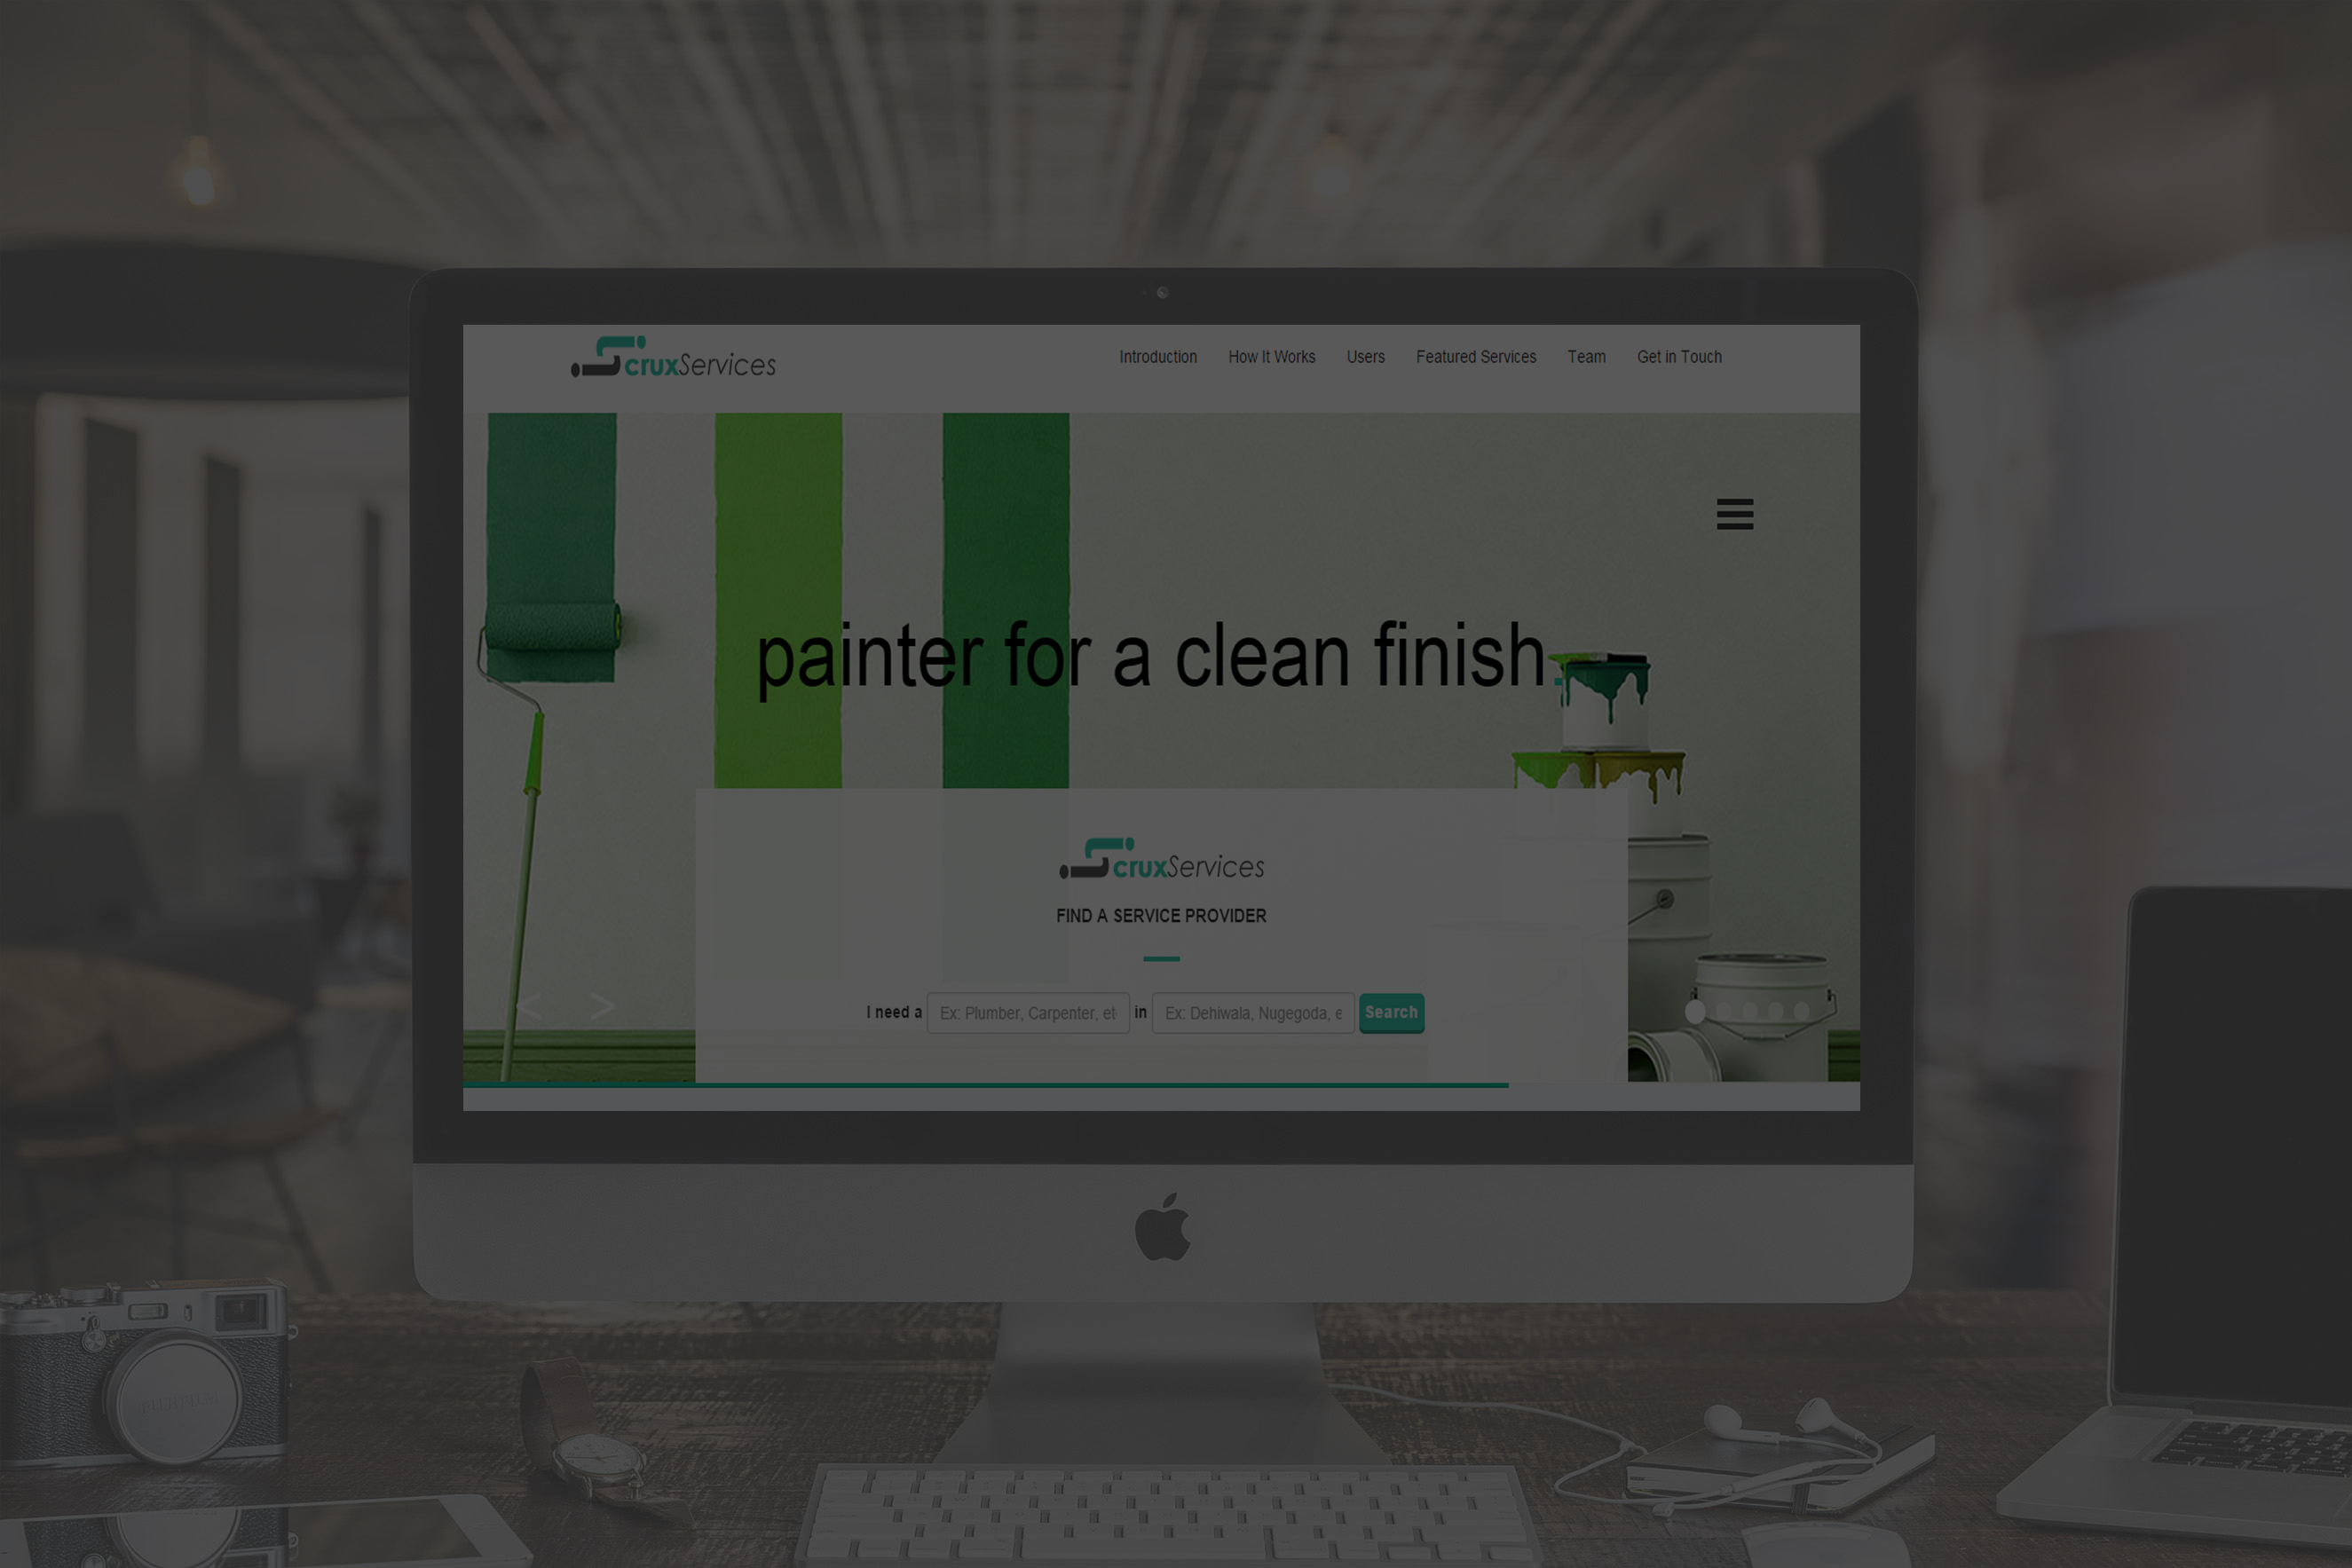 cruxServices
Introduction How It Works Users Featured Services Team Get in Touch
painter for a clean finish.
cruxServices
FIND A SERVICE PROVIDER
I need a Ex: Plumber, Carpenter, et in Ex: Dehiwala, Nugegoda, e Search
FUJIFILM